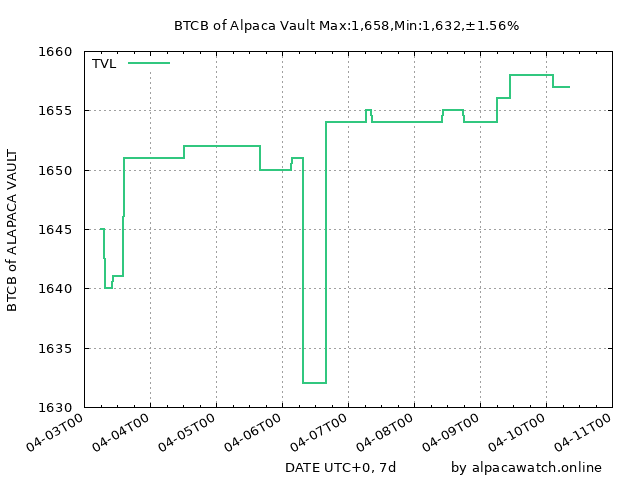 BTCB of Alpaca Vault Max:1,658,Min:1,632,±1.56%
TVL
BTCB of ALAPACA VAULT
1660
1655
1650
1645
1640
1635
1630
04-03T00
04-04T00
04-05T00
04-06T00
04-07T00
04-08T00
04-09T00
04-10T00
04-11T00
DATE UTC+0, 7d
by alpacawatch.online